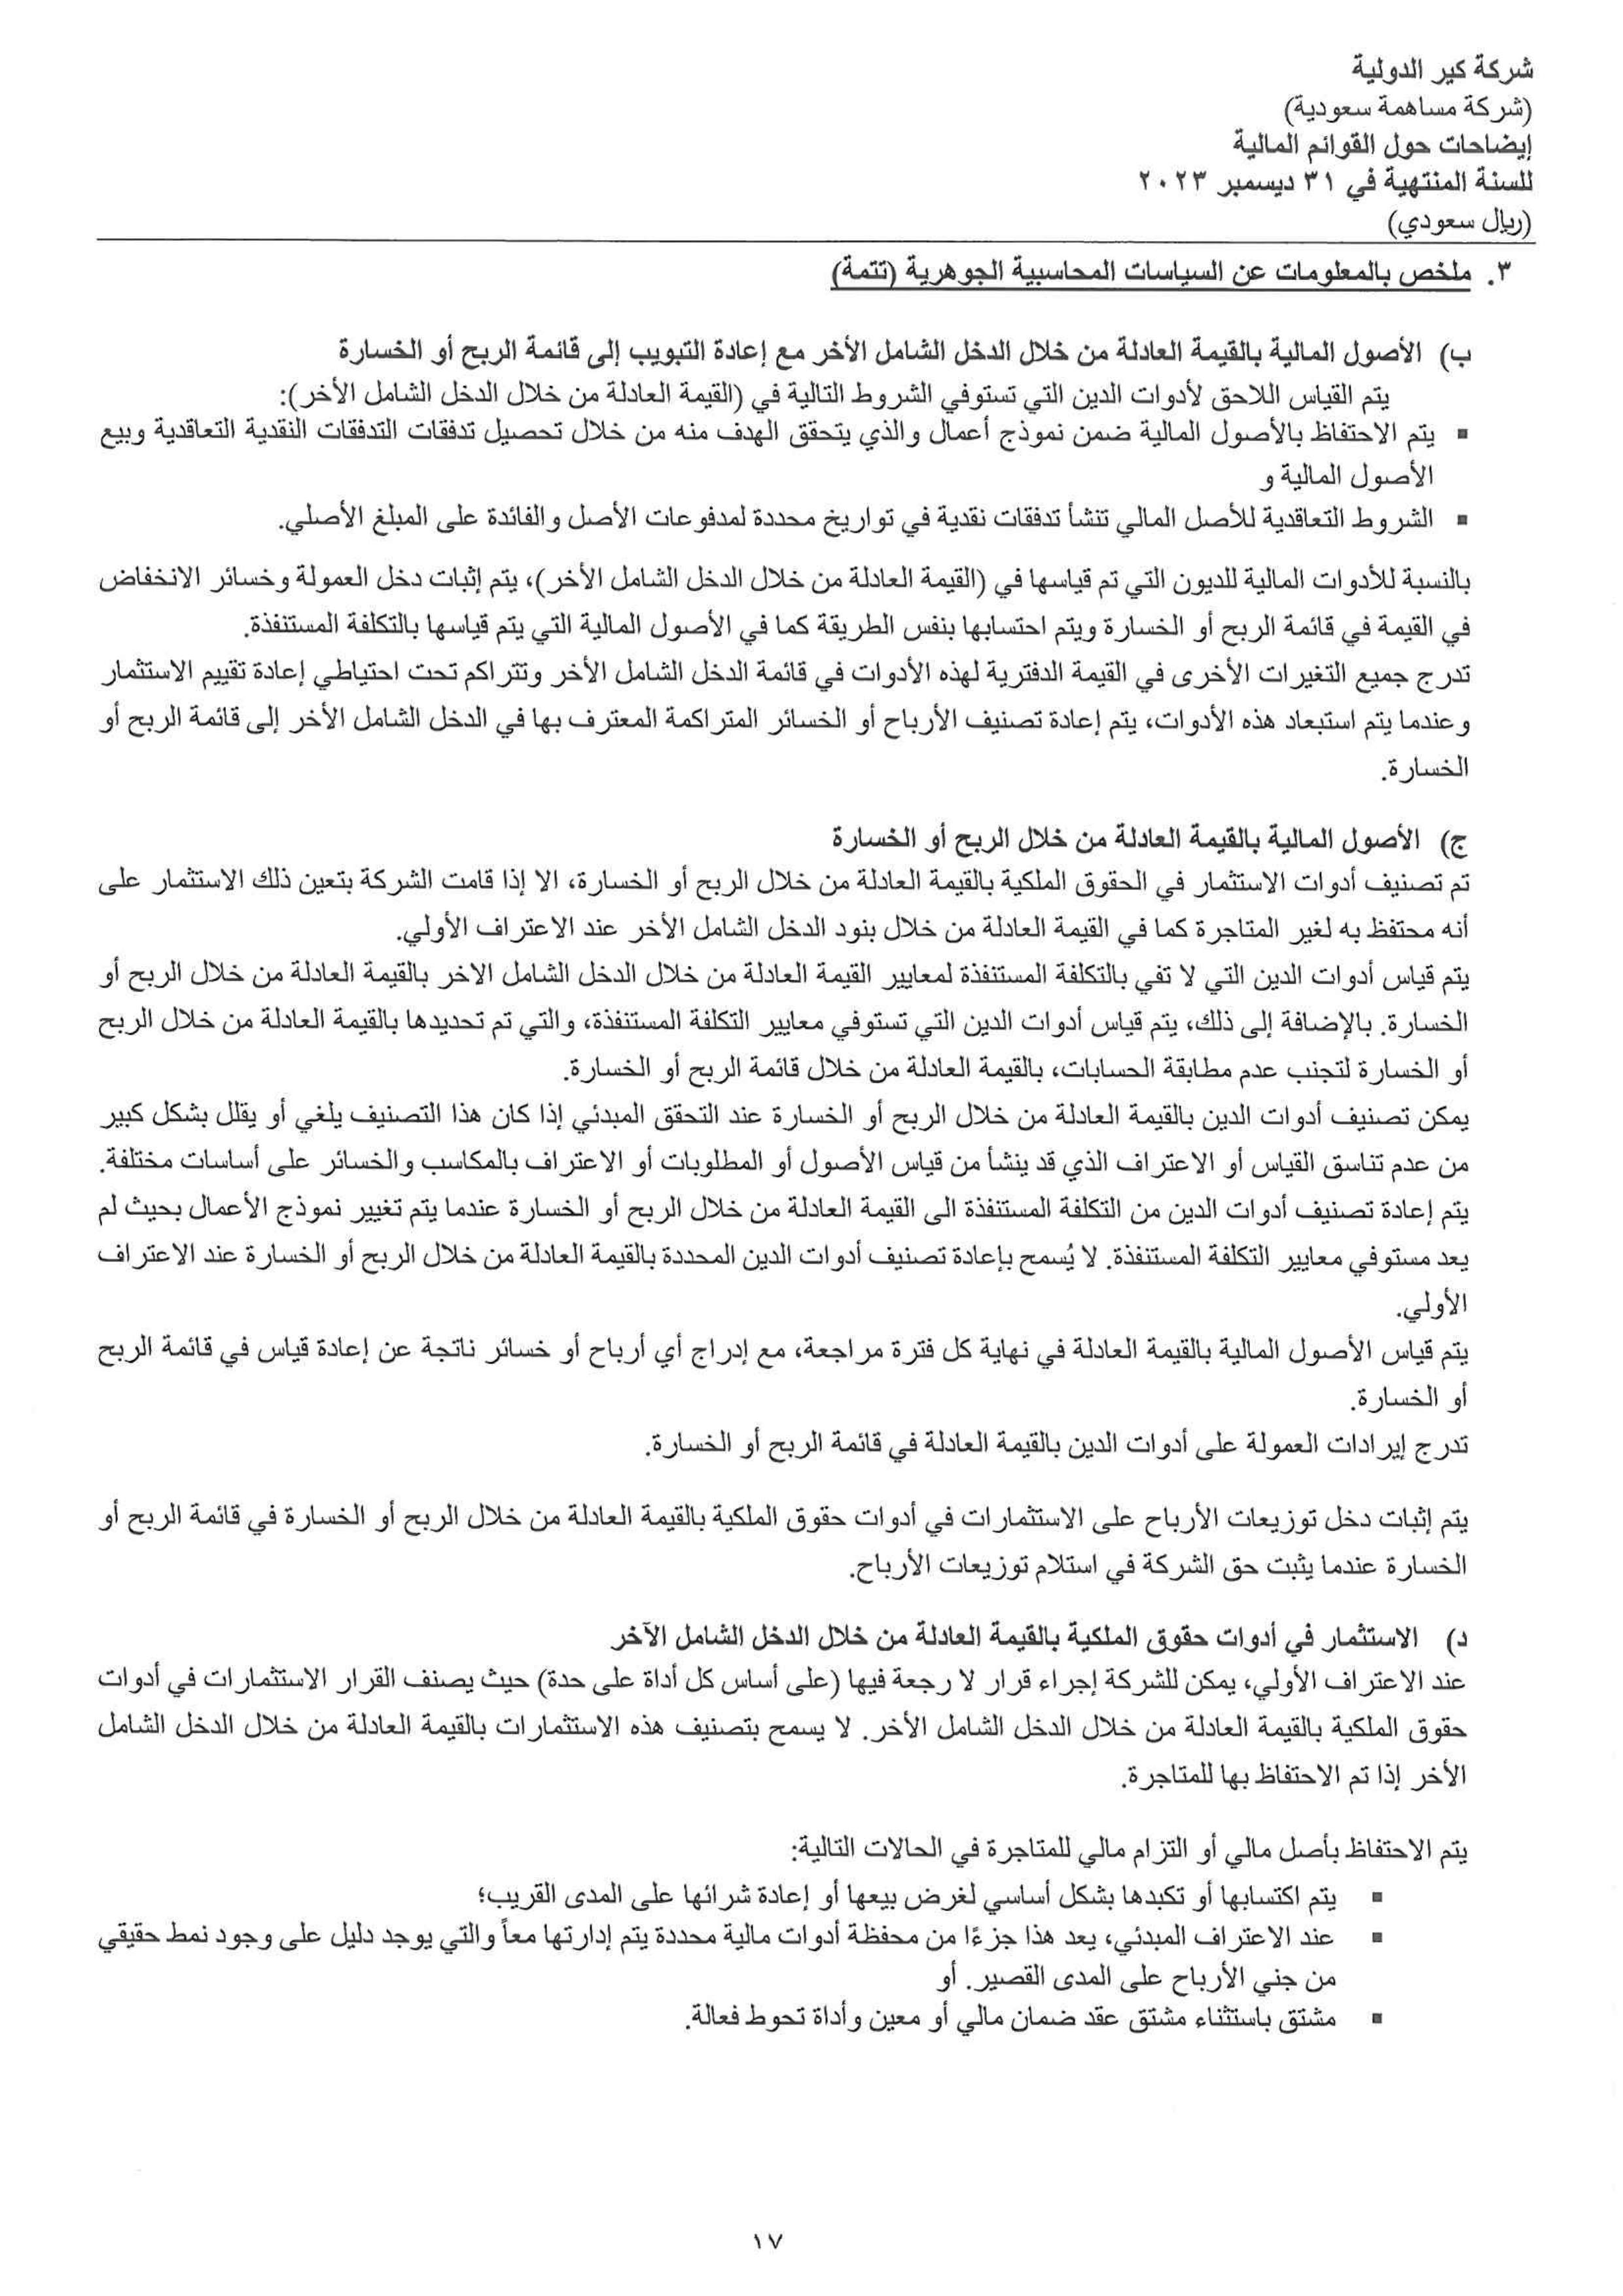 شركة كير الدولية
(شركة مساهمة سعودية)
إيضاحات حول القوائم المالية
للسنة المنتهية في ٣١ ديسمبر ٢٠٢٣
(ريال سعودي)
٣. ملخص بالمعلومات عن السياسات المحاسبية الجوهرية (تتمة)
ب) الأصول المالية بالقيمة العادلة من خلال الدخل الشامل الأخر مع إعادة التبويب إلى قائمة الربح أو الخسارة
يتم القياس اللاحق لأدوات الدين التي تستوفي الشروط التالية في (القيمة العادلة من خلال الدخل الشامل الأخر):
▪ يتم الاحتفاظ بالأصول المالية ضمن نموذج أعمال والذي يتحقق الهدف منه من خلال تحصيل تدفقات التدفقات النقدية التعاقدية وبيع
الأصول المالية و
▪ الشروط التعاقدية للأصل المالي تنشأ تدفقات نقدية في تواريخ محددة لمدفوعات الأصل والفائدة على المبلغ الأصلي.
بالنسبة للأدوات المالية للديون التي تم قياسها في (القيمة العادلة من خلال الدخل الشامل الأخر)، يتم إثبات دخل العمولة وخسائر الانخفاض
في القيمة في قائمة الربح أو الخسارة ويتم احتسابها بنفس الطريقة كما في الأصول المالية التي يتم قياسها بالتكلفة المستنفذة.
تدرج جميع التغيرات الأخرى في القيمة الدفترية لهذه الأدوات في قائمة الدخل الشامل الأخر وتتراكم تحت احتياطي إعادة تقييم الاستثمار
وعندما يتم استبعاد هذه الأدوات، يتم إعادة تصنيف الأرباح أو الخسائر المتراكمة المعترف بها في الدخل الشامل الأخر إلى قائمة الربح أو
الخسارة.
ج) الأصول المالية بالقيمة العادلة من خلال الربح أو الخسارة
تم تصنيف أدوات الاستثمار في الحقوق الملكية بالقيمة العادلة من خلال الربح أو الخسارة، الا إذا قامت الشركة بتعين ذلك الاستثمار على
أنه محتفظ به لغير المتاجرة كما في القيمة العادلة من خلال بنود الدخل الشامل الأخر عند الاعتراف الأولي.
يتم قياس أدوات الدين التي لا تفي بالتكلفة المستنفذة لمعايير القيمة العادلة من خلال الدخل الشامل الاخر بالقيمة العادلة من خلال الربح أو
الخسارة. بالإضافة إلى ذلك، يتم قياس أدوات الدين التي تستوفي معايير التكلفة المستنفذة، والتي تم تحديدها بالقيمة العادلة من خلال الربح
أو الخسارة لتجنب عدم مطابقة الحسابات، بالقيمة العادلة من خلال قائمة الربح أو الخسارة.
يمكن تصنيف أدوات الدين بالقيمة العادلة من خلال الربح أو الخسارة عند التحقق المبدئي إذا كان هذا التصنيف يلغي أو يقلل بشكل كبير
من عدم تناسق القياس أو الاعتراف الذي قد ينشأ من قياس الأصول أو المطلوبات أو الاعتراف بالمكاسب والخسائر على أساسات مختلفة.
يتم إعادة تصنيف أدوات الدين من التكلفة المستنفذة الى القيمة العادلة من خلال الربح أو الخسارة عندما يتم تغيير نموذج الأعمال بحيث لم
يعد مستوفي معايير التكلفة المستنفذة. لا يُسمح بإعادة تصنيف أدوات الدين المحددة بالقيمة العادلة من خلال الربح أو الخسارة عند الاعتراف
الأولي.
يتم قياس الأصول المالية بالقيمة العادلة في نهاية كل فترة مراجعة، مع إدراج أي أرباح أو خسائر ناتجة عن إعادة قياس في قائمة الربح
أو الخسارة.
تدرج إيرادات العمولة على أدوات الدين بالقيمة العادلة في قائمة الربح أو الخسارة.
يتم إثبات دخل توزيعات الأرباح على الاستثمارات في أدوات حقوق الملكية بالقيمة العادلة من خلال الربح أو الخسارة في قائمة الربح أو
الخسارة عندما يثبت حق الشركة في استلام توزيعات الأرباح.
د) الاستثمار في أدوات حقوق الملكية بالقيمة العادلة من خلال الدخل الشامل الآخر
عند الاعتراف الأولي، يمكن للشركة إجراء قرار لا رجعة فيها (على أساس كل أداة على حدة) حيث يصنف القرار الاستثمارات في أدوات
حقوق الملكية بالقيمة العادلة من خلال الدخل الشامل الأخر. لا يسمح بتصنيف هذه الاستثمارات بالقيمة العادلة من خلال الدخل الشامل
الأخر إذا تم الاحتفاظ بها للمتاجرة.
يتم الاحتفاظ بأصل مالي أو التزام مالي للمتاجرة في الحالات التالية:
▪ يتم اكتسابها أو تكبدها بشكل أساسي لغرض بيعها أو إعادة شرائها على المدى القريب؛
▪ عند الاعتراف المبدئي، يعد هذا جزءًا من محفظة أدوات مالية محددة يتم إدارتها معاً والتي يوجد دليل على وجود نمط حقيقي
من جني الأرباح على المدى القصير. أو
▪ مشتق باستثناء مشتق عقد ضمان مالي أو معين وأداة تحوط فعالة.
١٧